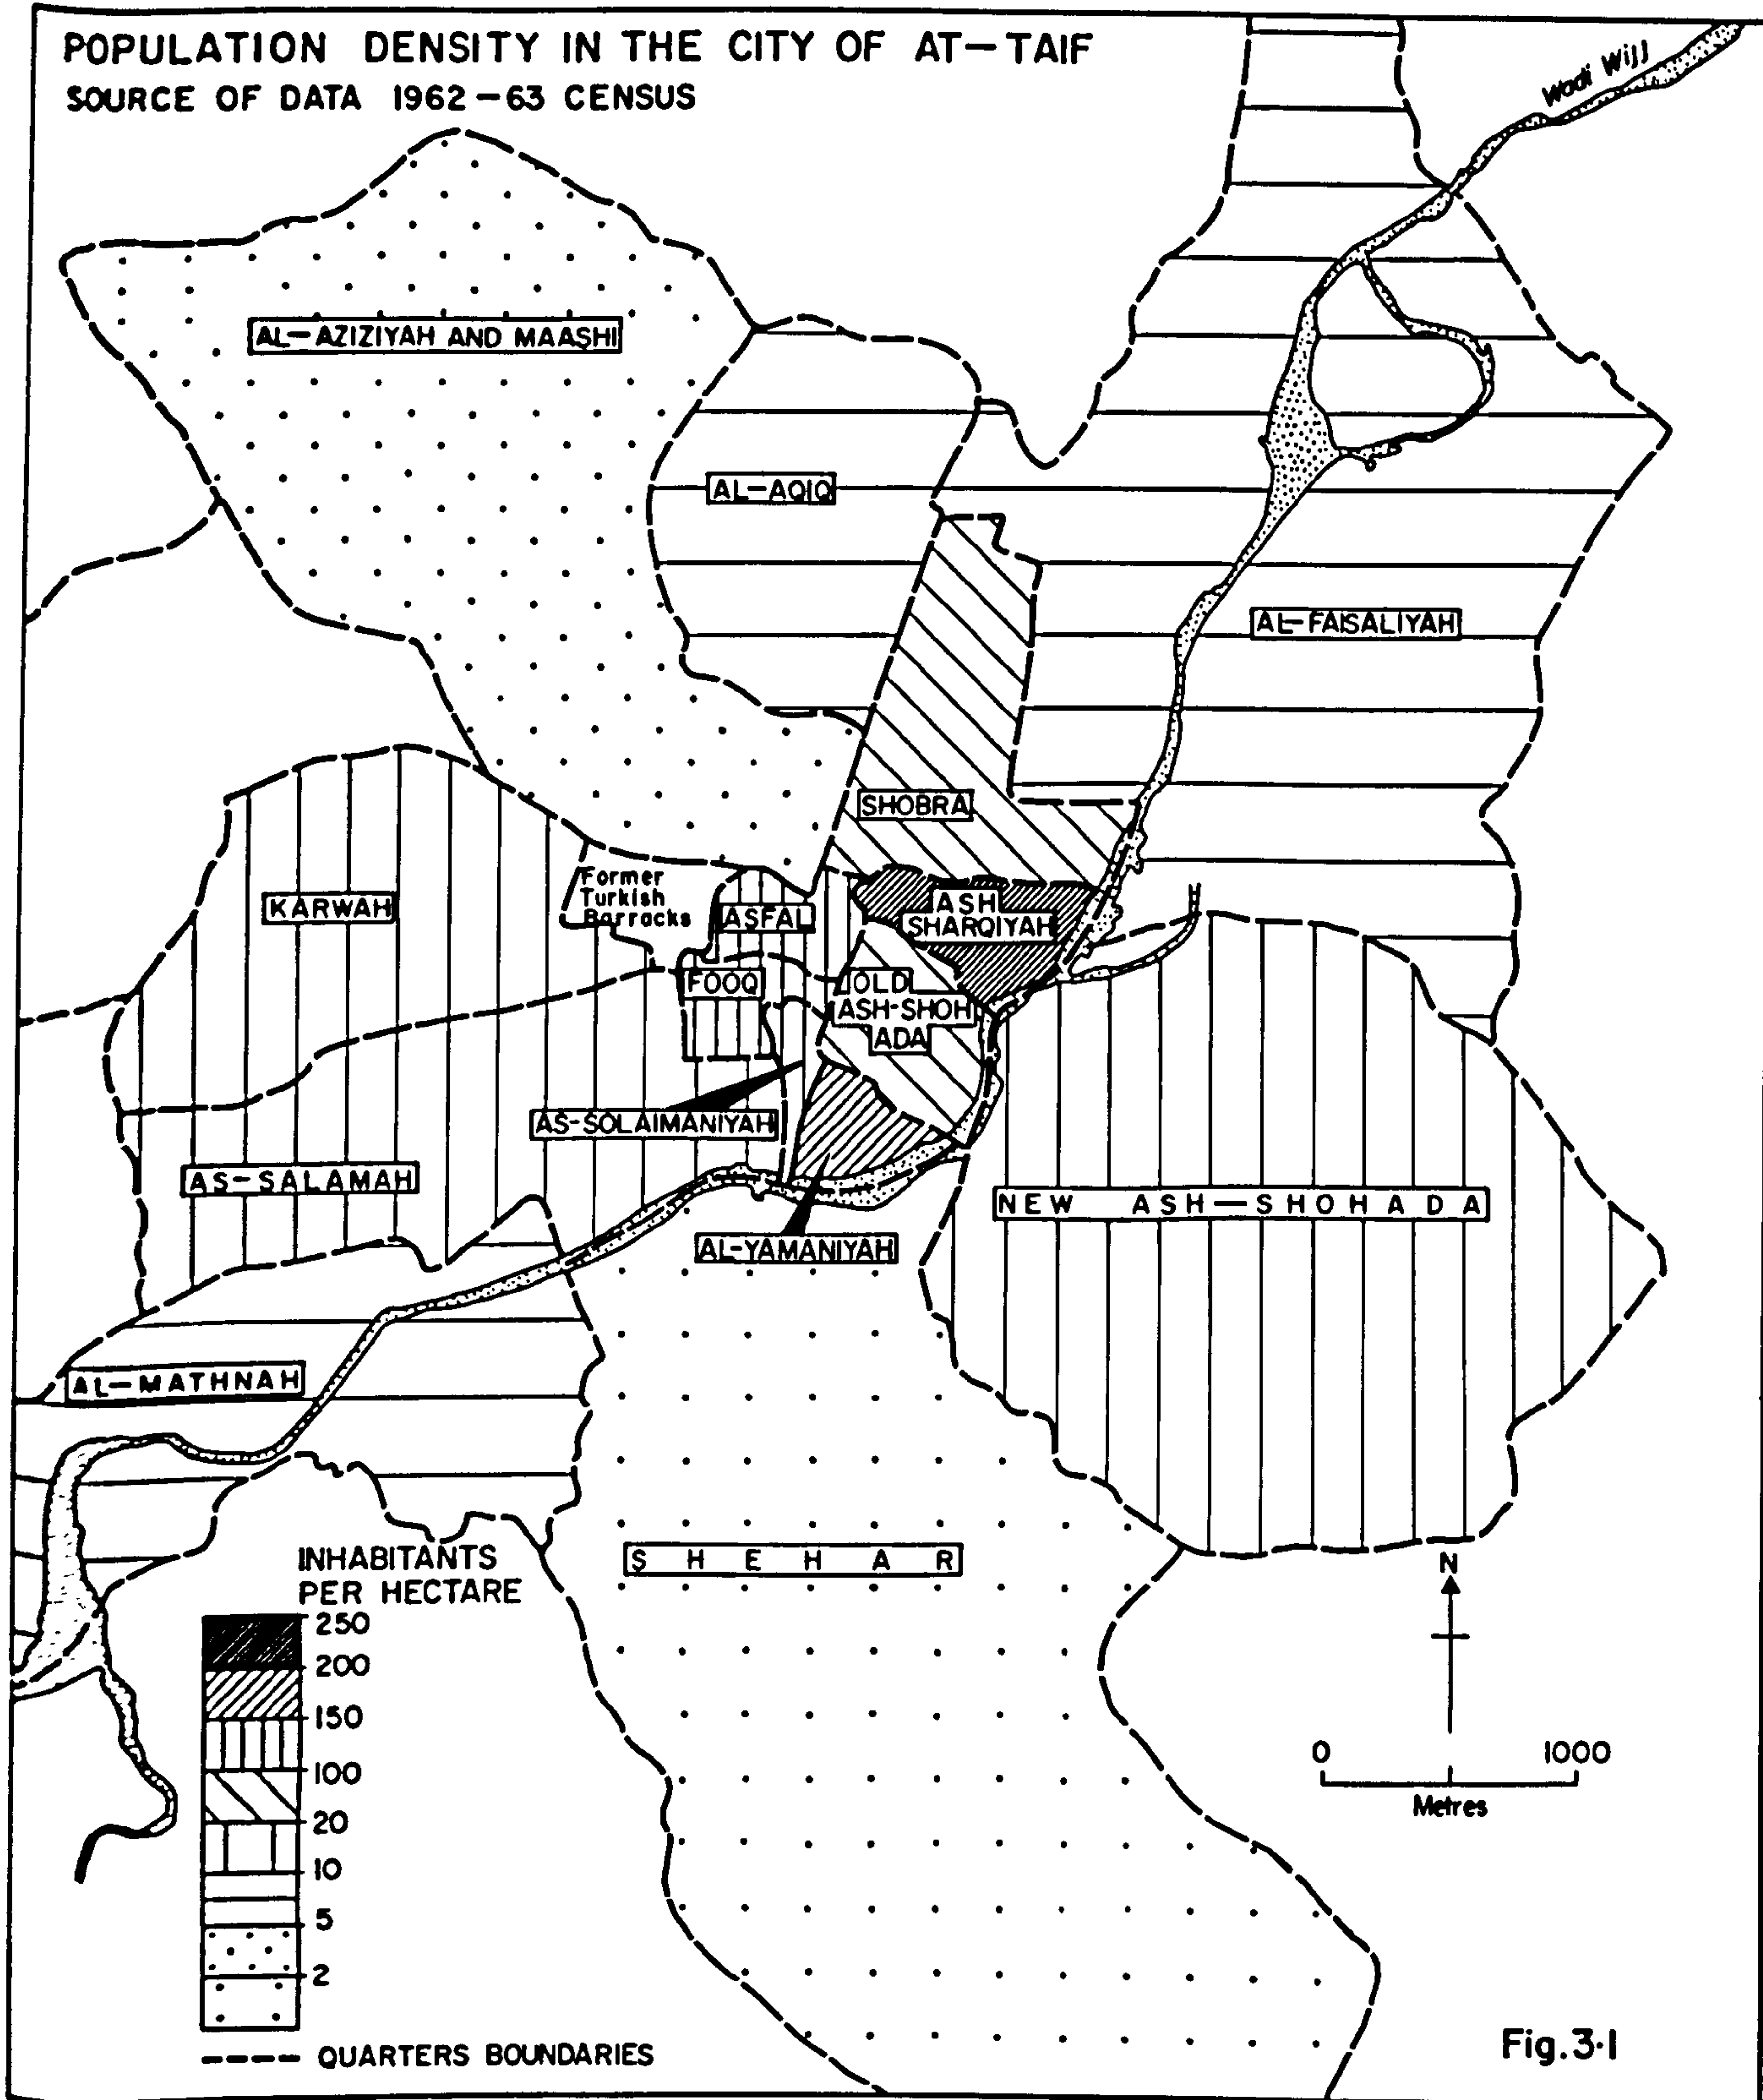 POPULATION DENSITY IN THE CITY OF AT-TAIF
SOURCE OF DATA 1962-63 CENSUS
Wadi Wijj
AL-AZIZIYAH AND MAASHI
AL-AQIQ
AL-FAISALIYAH
SHOBRA
KARWAH
Former
Turkish
Barracks
ASFAL
ASH
SHARQIYAH
FOOQ
OLD
ASH-SHOH
ADA
AS-SOLAIMANIYAH
AS-SALAMAH
NEW ASH-SHOHADA
AL-YAMANIYAH
AL-MATHNAH
SHEHAR
INHABITANTS
PER HECTARE
250
200
150
100
20
10
5
2
QUARTERS BOUNDARIES
N
0 1000
Metres
Fig.3·1